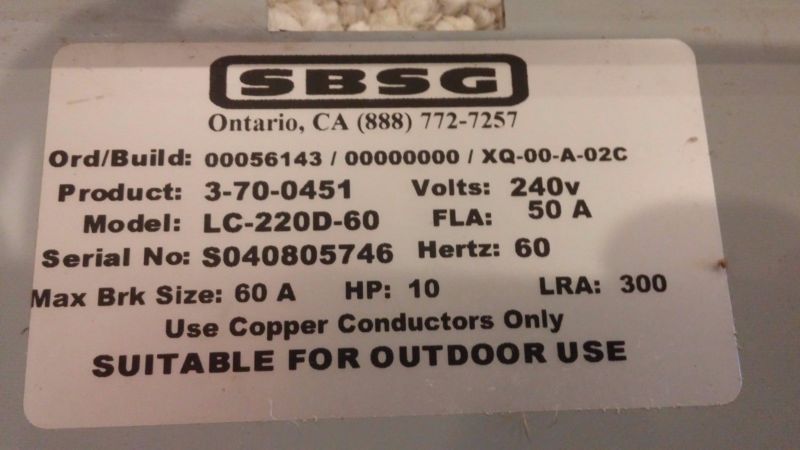 SBSG
Ontario, CA (888) 772-7257
Ord/Build: 00056143 / 00000000 / XQ-00-A-02C
Product: 3-70-0451 Volts: 240v
Model: LC-220D-60 FLA: 50 A
Serial No: S040805746 Hertz: 60
Max Brk Size: 60 A HP: 10 LRA: 300
Use Copper Conductors Only
SUITABLE FOR OUTDOOR USE